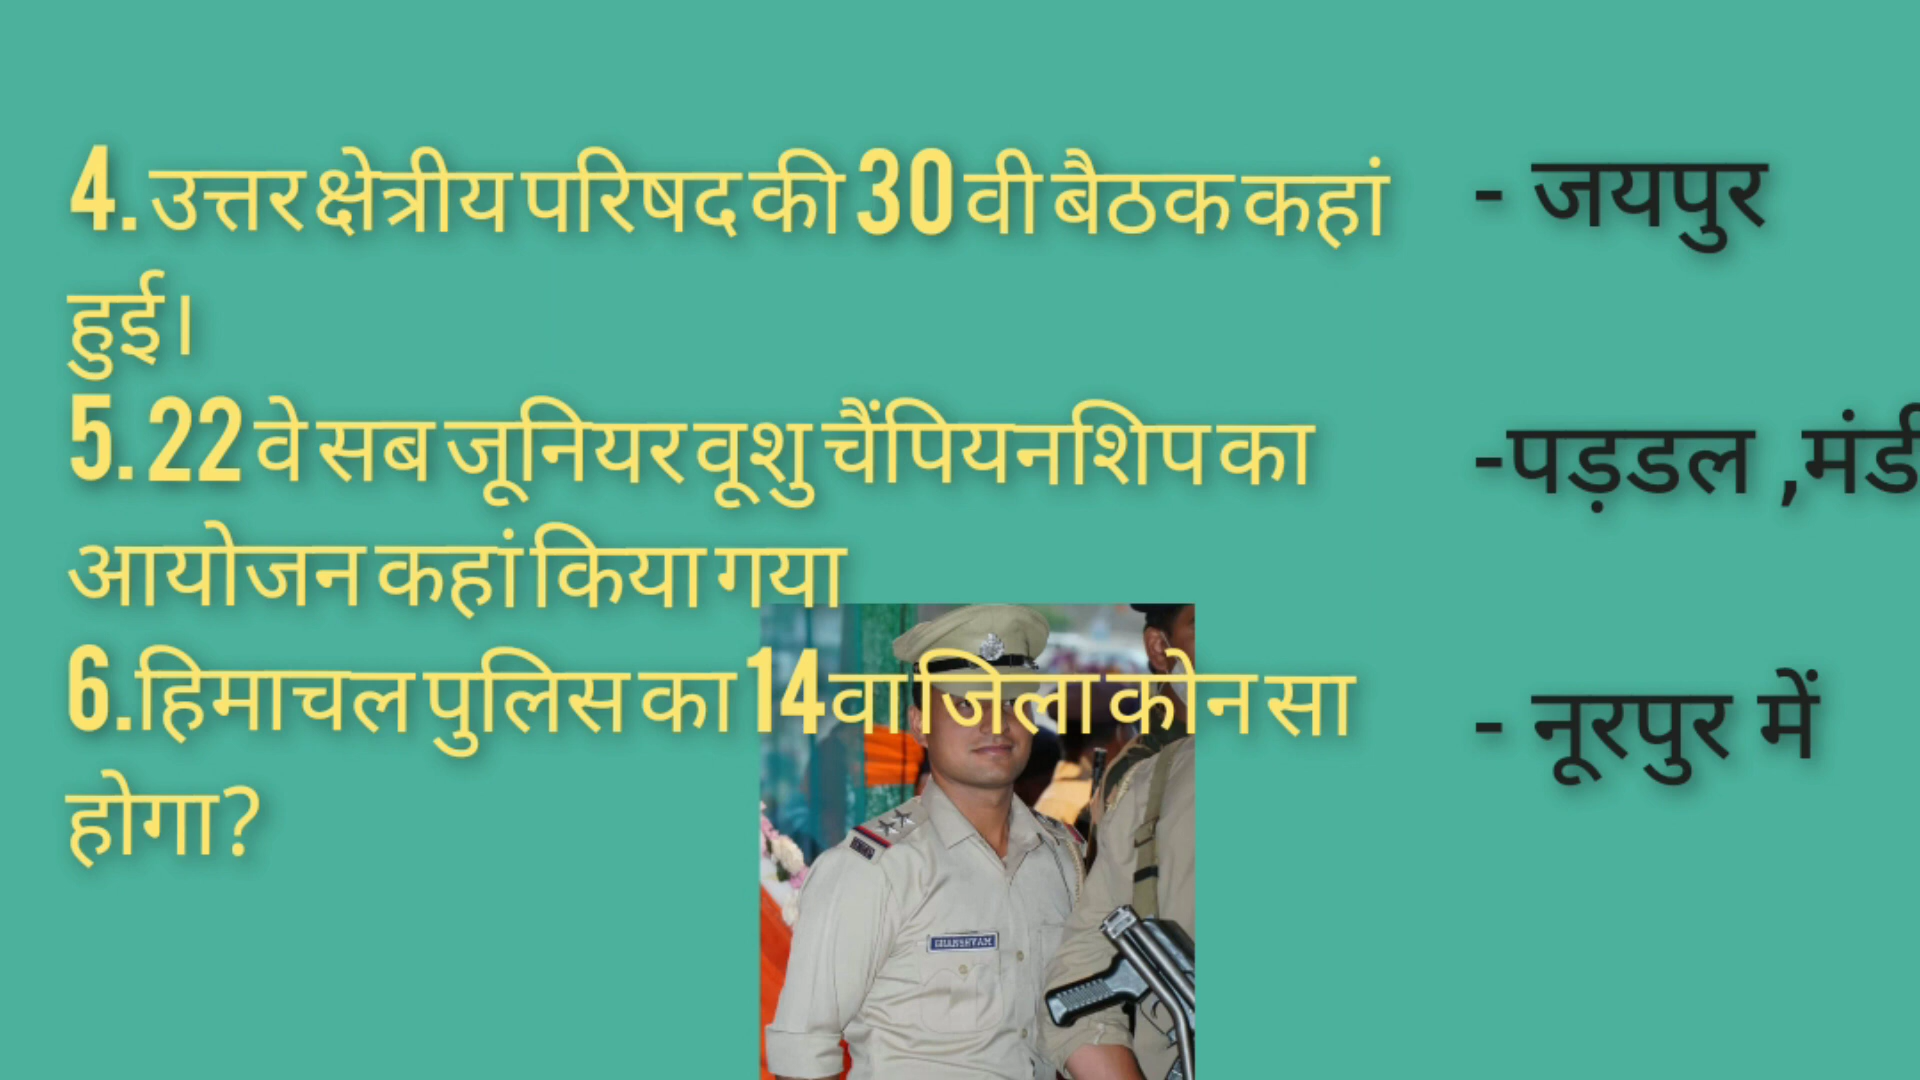 4. उत्तर क्षेत्रीय परिषद की 30 वी बैठक कहां
हुई।
- जयपुर
5. 22 वे सब जूनियर वूशु चैंपियनशिप का
आयोजन कहां किया गया
-पड़डल ,मंडी
6.हिमाचल पुलिस का 14वा जिला कोन सा
होगा?
- नूरपुर में
GHANSHYAM